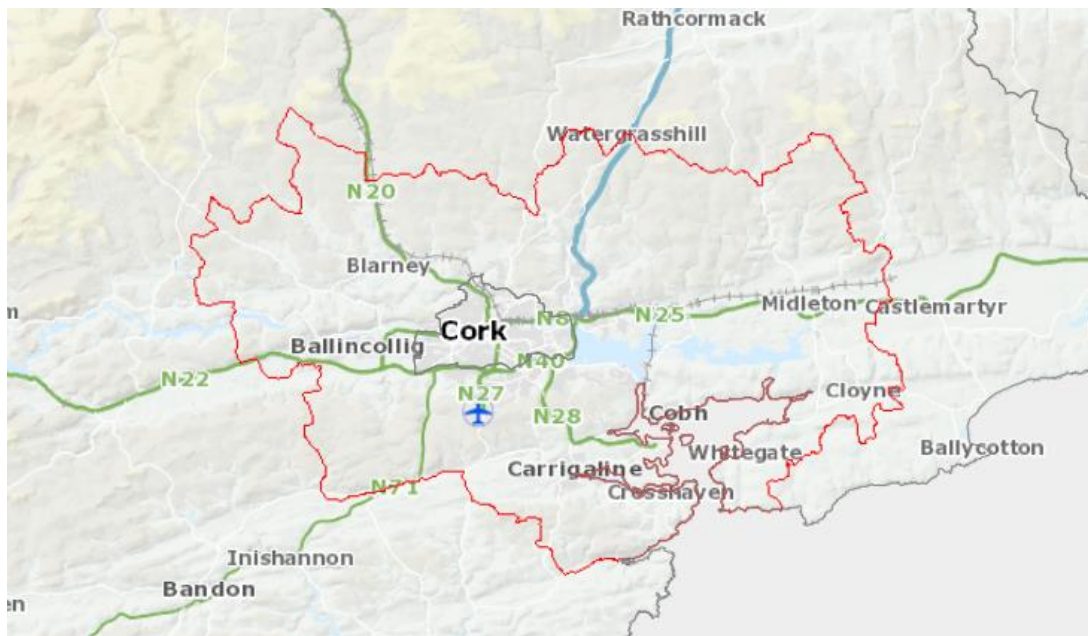 Rathcormack
Watergrasshill
N20
Blarney
Midleton
Castlemartyr
N8
N25
Cork
Ballincollig
N40
N22
N27
Cloyne
N28
Cobh
Ballycotton
Whitegate
Carrigaline
N71
Crosshaven
Inishannon
Bandon